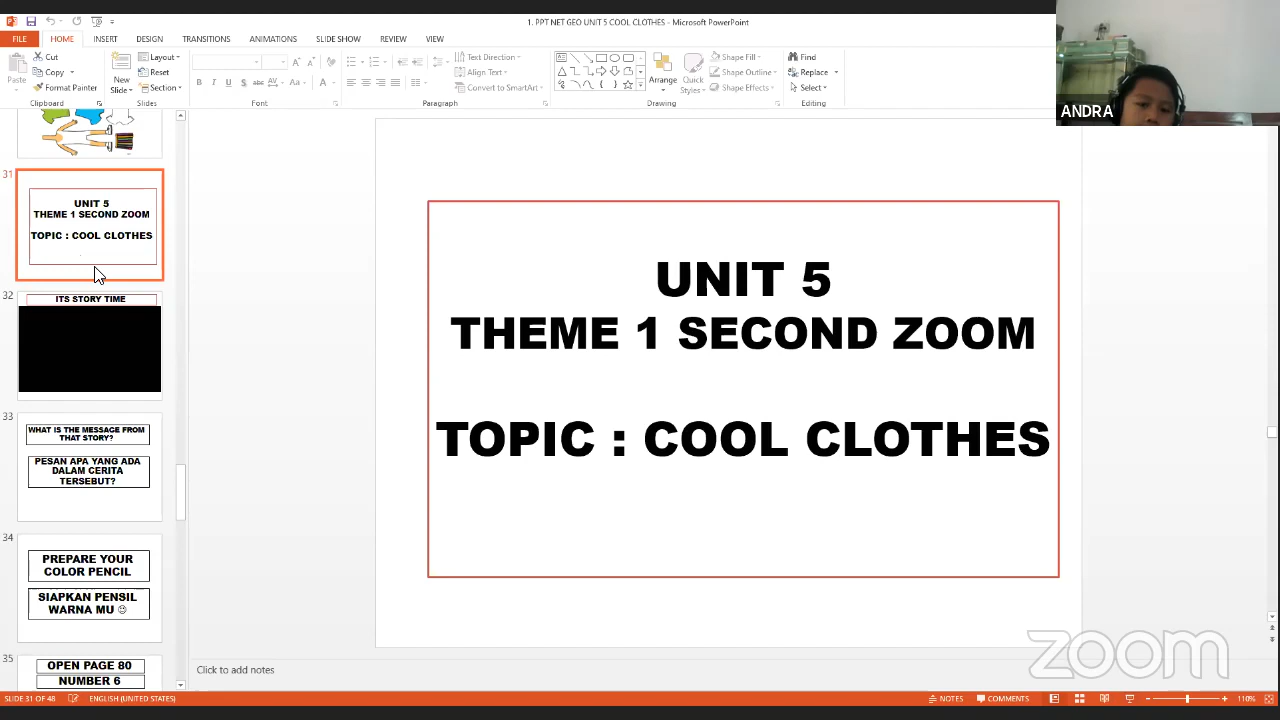 1. PPT NET GEO UNIT 5 COOL CLOTHES - Microsoft PowerPoint
FILE HOME INSERT DESIGN TRANSITIONS ANIMATIONS SLIDE SHOW REVIEW VIEW
Paste
Cut
Copy
Format Painter
Clipboard
New Slide
Layout
Reset
Section
Slides
B I U S abc AV Aa A
Font
Text Direction
Align Text
Convert to SmartArt
Paragraph
Arrange
Quick Styles
Shape Fill
Shape Outline
Shape Effects
Drawing
Find
Replace
Select
Editing
ANDRA
31
UNIT 5
THEME 1 SECOND ZOOM
TOPIC : COOL CLOTHES
32
ITS STORY TIME
33
WHAT IS THE MESSAGE FROM
THAT STORY?
PESAN APA YANG ADA
DALAM CERITA
TERSEBUT?
34
PREPARE YOUR
COLOR PENCIL
SIAPKAN PENSIL
WARNA MU ☺
35
OPEN PAGE 80
NUMBER 6
UNIT 5
THEME 1 SECOND ZOOM
TOPIC : COOL CLOTHES
zoom
Click to add notes
SLIDE 31 OF 48 ENGLISH (UNITED STATES) NOTES COMMENTS 110%